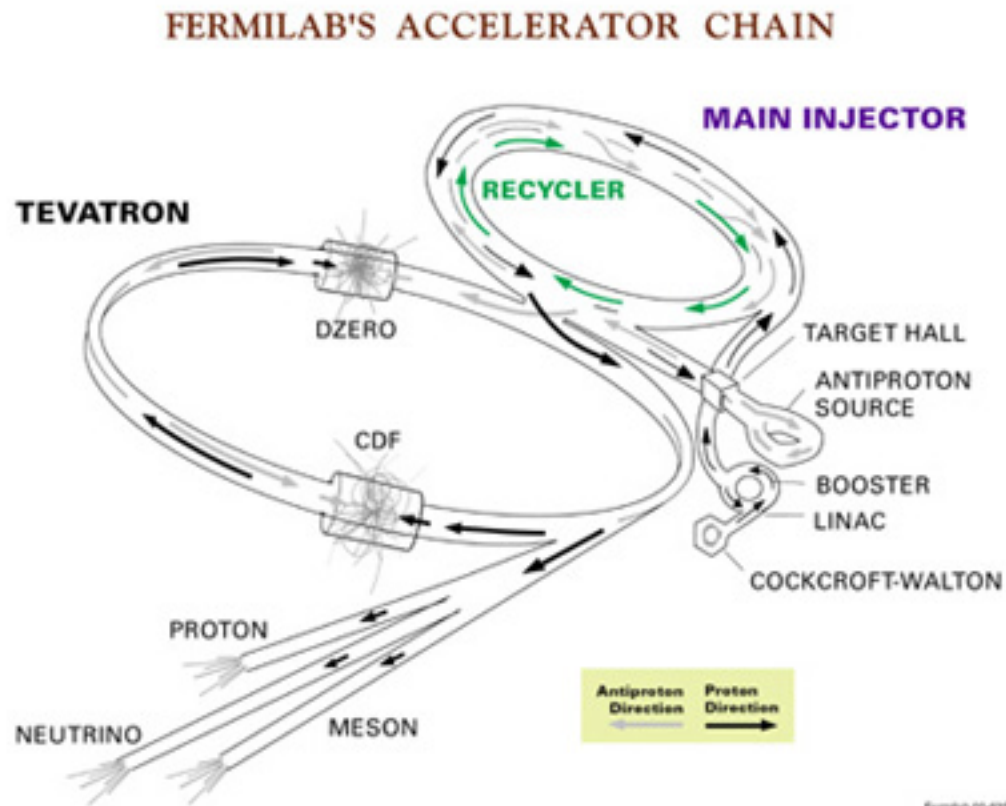 FERMILAB'S ACCELERATOR CHAIN
MAIN INJECTOR
RECYCLER
TEVATRON
DZERO
TARGET HALL
ANTIPROTON
SOURCE
CDF
BOOSTER
LINAC
COCKCROFT-WALTON
PROTON
NEUTRINO
MESON
Antiproton Proton
Direction Direction